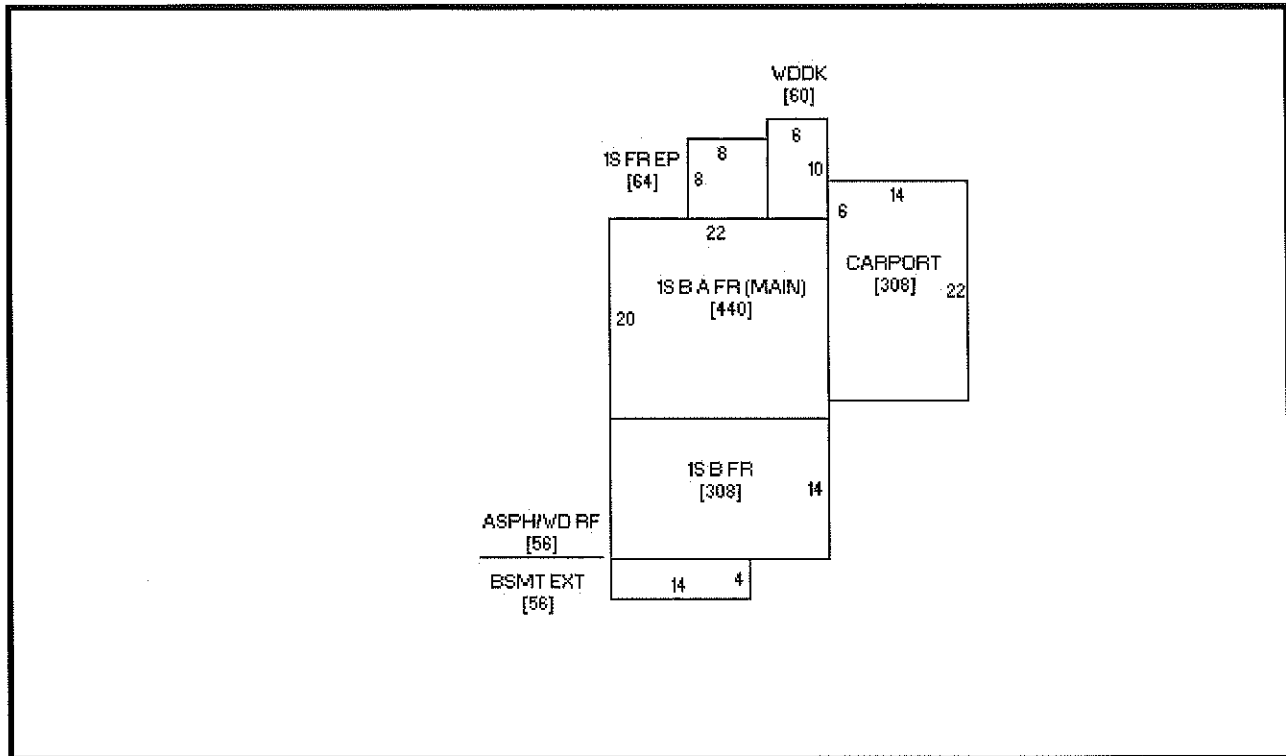 WDDK
[60]
6
10
1S FR EP
[64]
8
8
14
6
22
CARPORT
[308]
22
1S B A FR (MAIN)
[440]
20
1S B FR
[308]
14
ASPH/WD RF
[56]
BSMT EXT
[56]
14
4